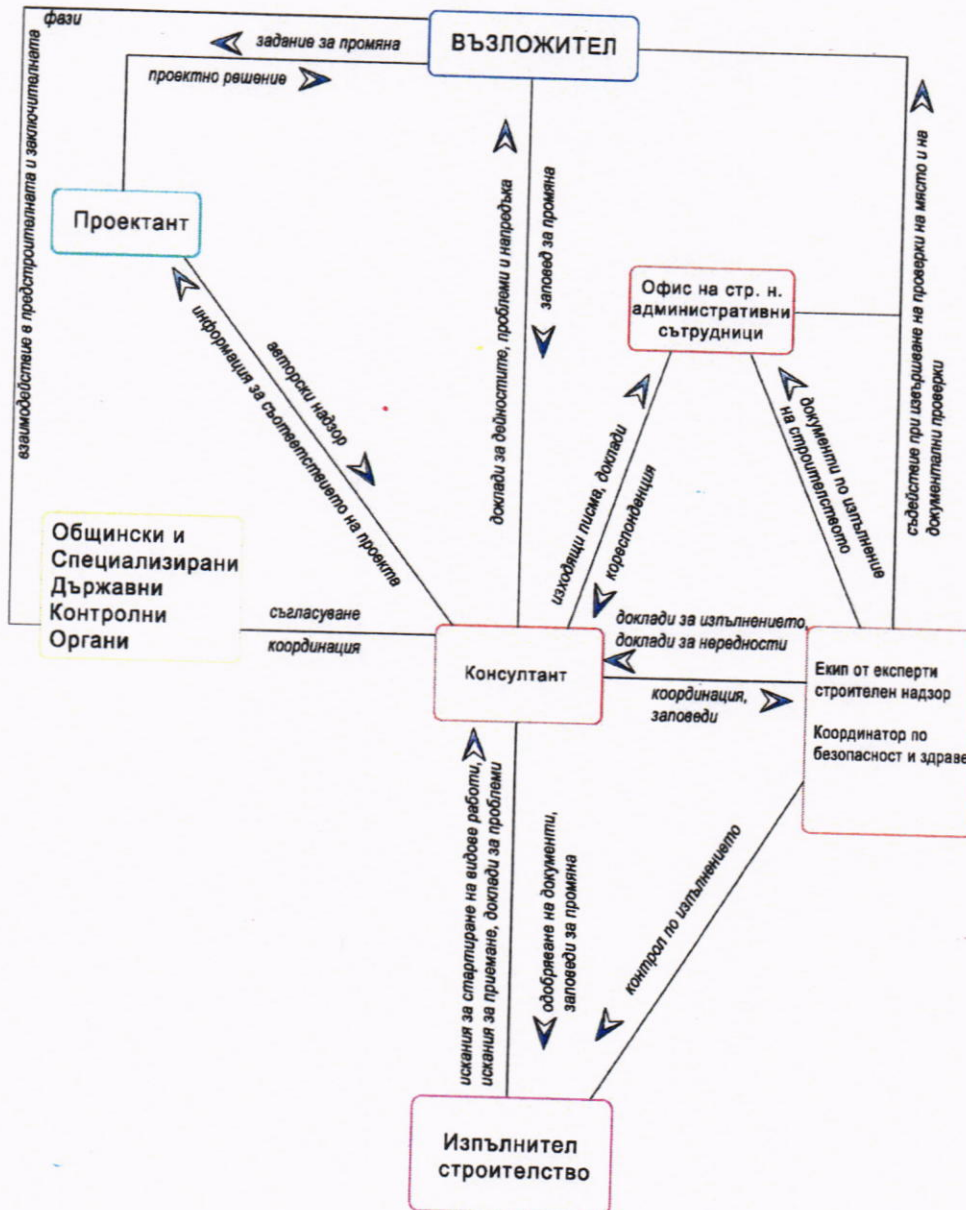 фази
задание за промяна
ВЪЗЛОЖИТЕЛ
проектно решение
взаимодействие в предстроителната и заключителната
Проектант
доклади за дейностите, проблеми и напредъка
заповед за промяна
съдействие при извършване на проверки на място и на
документални проверки
Офис на стр. н.
административни
сътрудници
авторски надзор
информация за съответствието на проекта
изходящи писма, доклади
кореспонденция
документи по изпълнение
на строителството
Общински и
Специализирани
Държавни
Контролни
Органи
съгласуване
координация
Консултант
доклади за изпълнението,
доклади за нередности
координация,
заповеди
Екип от експерти
строителен надзор
Координатор по
безопасност и здраве
искания за стартиране на видове работи,
искания за приемане, доклади за проблеми
одобряване на документи,
заповеди за промяна
контрол по изпълнението
Изпълнител
строителство